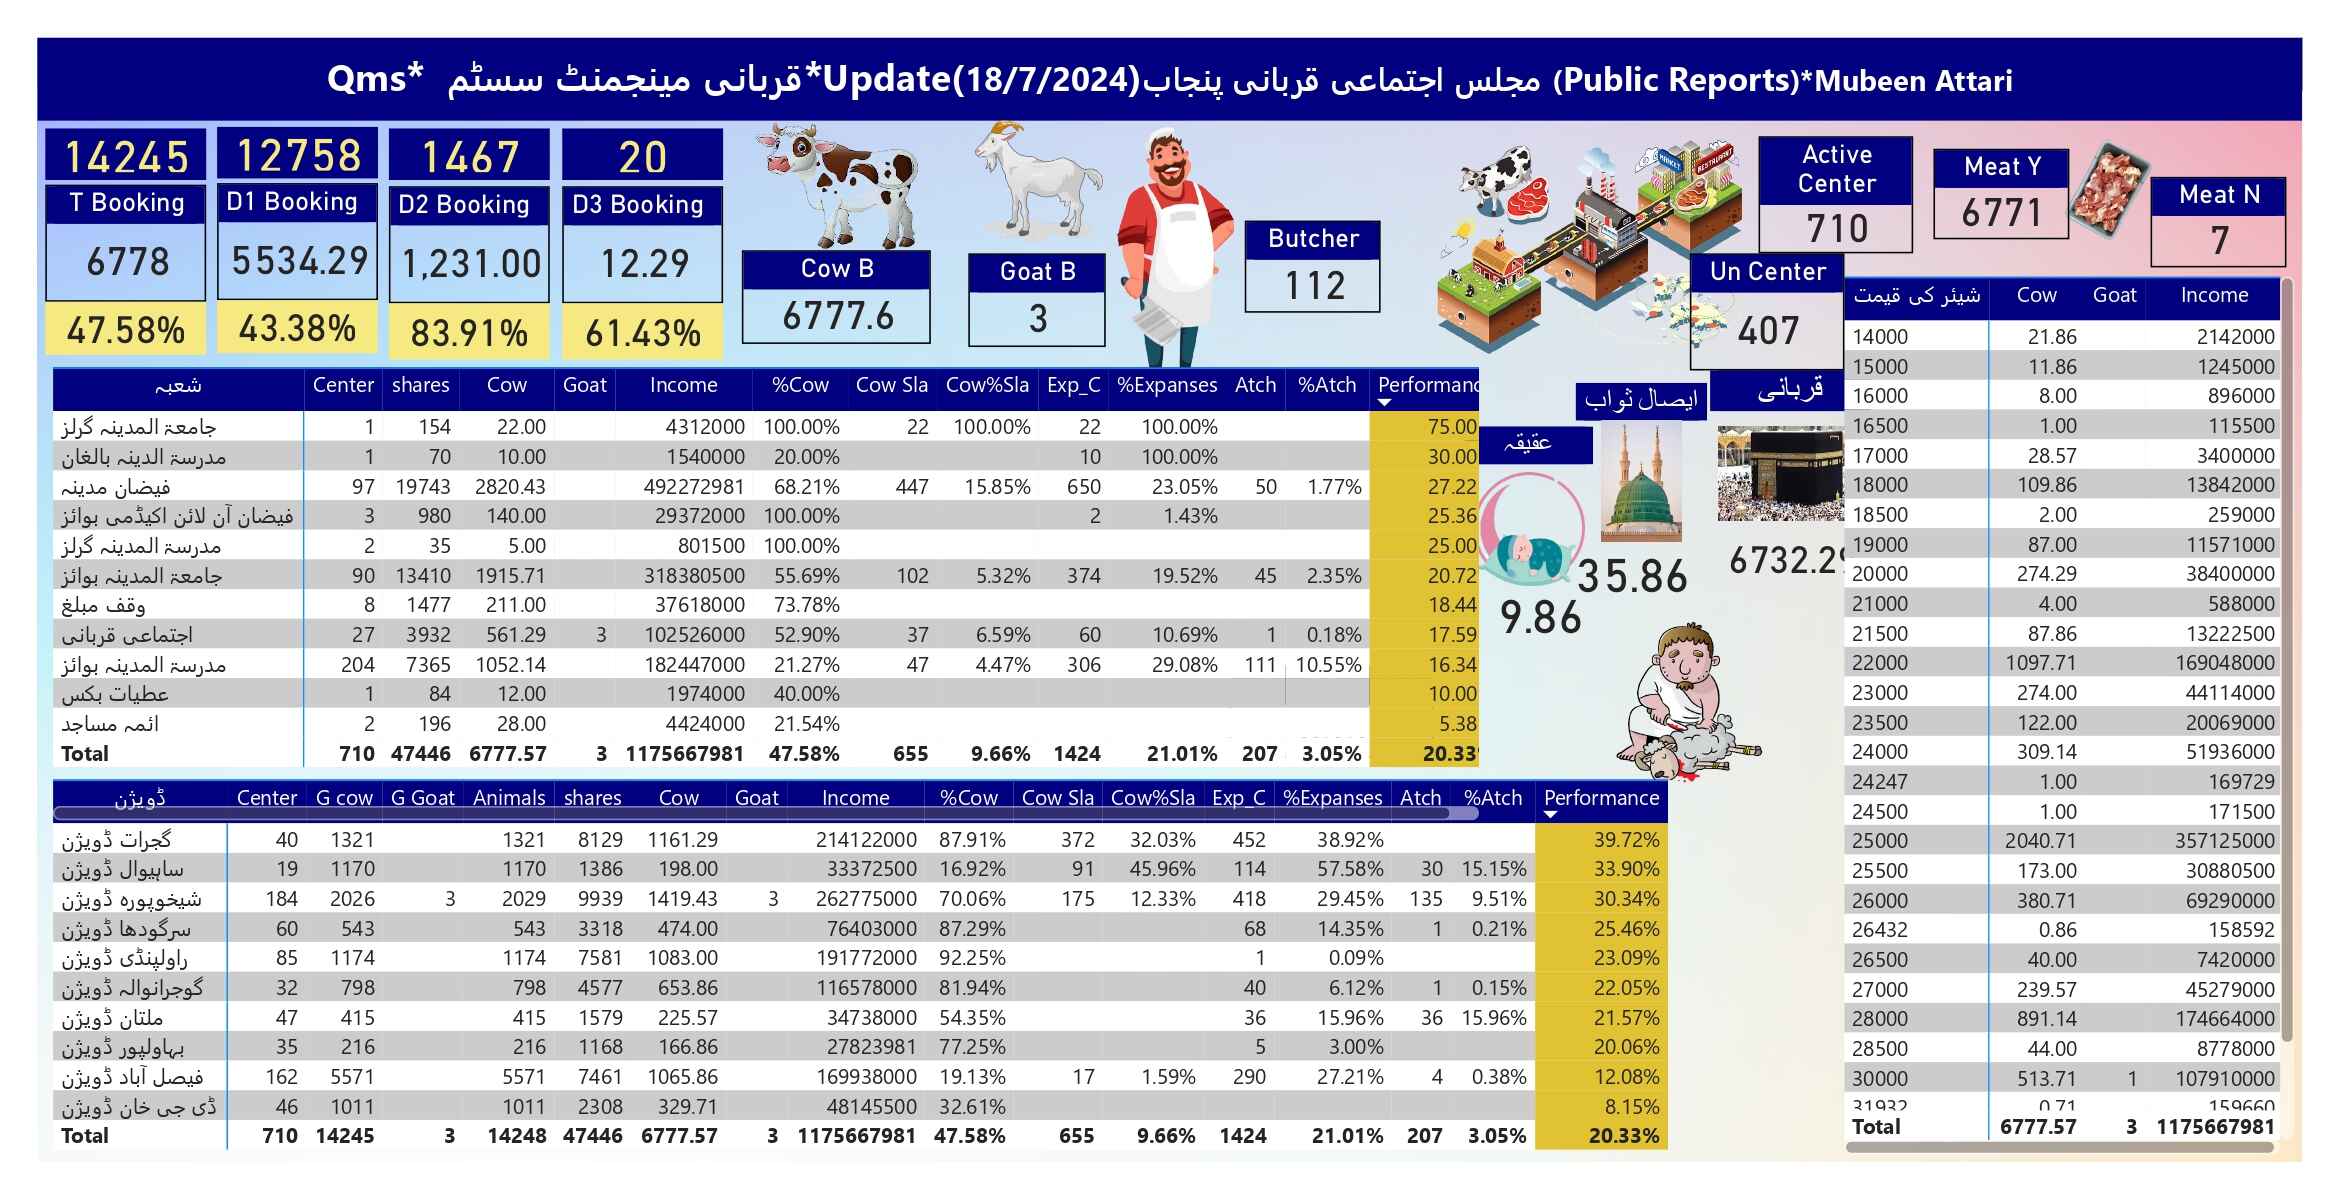 Qms* قربانی مینجمنٹ سسٹم*Update(18/7/2024)مجلس اجتماعی قربانی پنجاب (Public Reports)*Mubeen Attari
14245 12758 1467 20
T Booking D1 Booking D2 Booking D3 Booking
6778 5534.29 1,231.00 12.29
47.58% 43.38% 83.91% 61.43%
Cow B
6777.6
Goat B
3
Butcher
112
MARKET RESTAURANT
Active
Center
710
Meat Y
6771
Meat N
7
Un Center
407
شعبہ Center shares Cow Goat Income %Cow Cow Sla Cow%Sla Exp_C %Expanses Atch %Atch
جامعۃ المدینہ گرلز 1 154 22.00 4312000 100.00% 22 100.00% 22 100.00% 75.00
مدرسۃ الدینہ بالغان 1 70 10.00 1540000 20.00% 10 100.00% 30.00
فیضان مدینہ 97 19743 2820.43 492272981 68.21% 447 15.85% 650 23.05% 50 1.77% 27.22
فیضان آن لائن اکیڈمی بوائز 3 980 140.00 29372000 100.00% 2 1.43% 25.36
مدرسۃ المدینہ گرلز 2 35 5.00 801500 100.00% 25.00
جامعۃ المدینہ بوائز 90 13410 1915.71 318380500 55.69% 102 5.32% 374 19.52% 45 2.35% 20.72
وقف مبلغ 8 1477 211.00 37618000 73.78% 18.44
اجتماعی قربانی 27 3932 561.29 3 102526000 52.90% 37 6.59% 60 10.69% 1 0.18% 17.59
مدرسۃ المدینہ بوائز 204 7365 1052.14 182447000 21.27% 47 4.47% 306 29.08% 111 10.55% 16.34
عطیات بکس 1 84 12.00 1974000 40.00% 10.00
ائمہ مساجد 2 196 28.00 4424000 21.54% 5.38
Total 710 47446 6777.57 3 1175667981 47.58% 655 9.66% 1424 21.01% 207 3.05% 20.33
عقیقہ
9.86
ایصال ثواب
35.86
قربانی
6732.29
ڈویژن Center G cow G Goat Animals shares Cow Goat Income %Cow Cow Sla Cow%Sla Exp_C %Expanses Atch %Atch Performance
گجرات ڈویژن 40 1321 1321 8129 1161.29 214122000 87.91% 372 32.03% 452 38.92% 39.72%
ساہیوال ڈویژن 19 1170 1170 1386 198.00 33372500 16.92% 91 45.96% 114 57.58% 30 15.15% 33.90%
شیخوپورہ ڈویژن 184 2026 3 2029 9939 1419.43 3 262775000 70.06% 175 12.33% 418 29.45% 135 9.51% 30.34%
سرگودھا ڈویژن 60 543 543 3318 474.00 76403000 87.29% 68 14.35% 1 0.21% 25.46%
راولپنڈی ڈویژن 85 1174 1174 7581 1083.00 191772000 92.25% 1 0.09% 23.09%
گوجرانوالہ ڈویژن 32 798 798 4577 653.86 116578000 81.94% 40 6.12% 1 0.15% 22.05%
ملتان ڈویژن 47 415 415 1579 225.57 34738000 54.35% 36 15.96% 36 15.96% 21.57%
بہاولپور ڈویژن 35 216 216 1168 166.86 27823981 77.25% 5 3.00% 20.06%
فیصل آباد ڈویژن 162 5571 5571 7461 1065.86 169938000 19.13% 17 1.59% 290 27.21% 4 0.38% 12.08%
ڈی جی خان ڈویژن 46 1011 1011 2308 329.71 48145500 32.61% 8.15%
Total 710 14245 3 14248 47446 6777.57 3 1175667981 47.58% 655 9.66% 1424 21.01% 207 3.05% 20.33%
شیئر کی قیمت Cow Goat Income
14000 21.86 2142000
15000 11.86 1245000
16000 8.00 896000
16500 1.00 115500
17000 28.57 3400000
18000 109.86 13842000
18500 2.00 259000
19000 87.00 11571000
20000 274.29 38400000
21000 4.00 588000
21500 87.86 13222500
22000 1097.71 169048000
23000 274.00 44114000
23500 122.00 20069000
24000 309.14 51936000
24247 1.00 169729
24500 1.00 171500
25000 2040.71 357125000
25500 173.00 30880500
26000 380.71 69290000
26432 0.86 158592
26500 40.00 7420000
27000 239.57 45279000
28000 891.14 174664000
28500 44.00 8778000
30000 513.71 1 107910000
31932 0.71 159660
Total 6777.57 3 1175667981